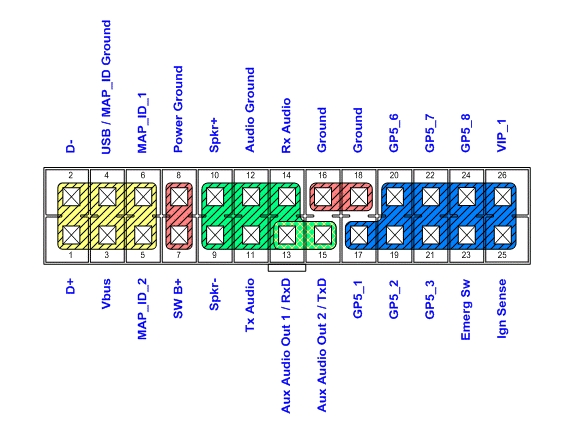 D-
USB / MAP_ID Ground
MAP_ID_1
Power Ground
Spkr+
Audio Ground
Rx Audio
Ground
Ground
GP5_6
GP5_7
GP5_8
VIP_1
2
4
6
8
10
12
14
16
18
20
22
24
26
1
3
5
7
9
11
13
15
17
19
21
23
25
D+
Vbus
MAP_ID_2
SW B+
Spkr-
Tx Audio
Aux Audio Out 1 / RxD
Aux Audio Out 2 / TxD
GP5_1
GP5_2
GP5_3
Emerg Sw
Ign Sense